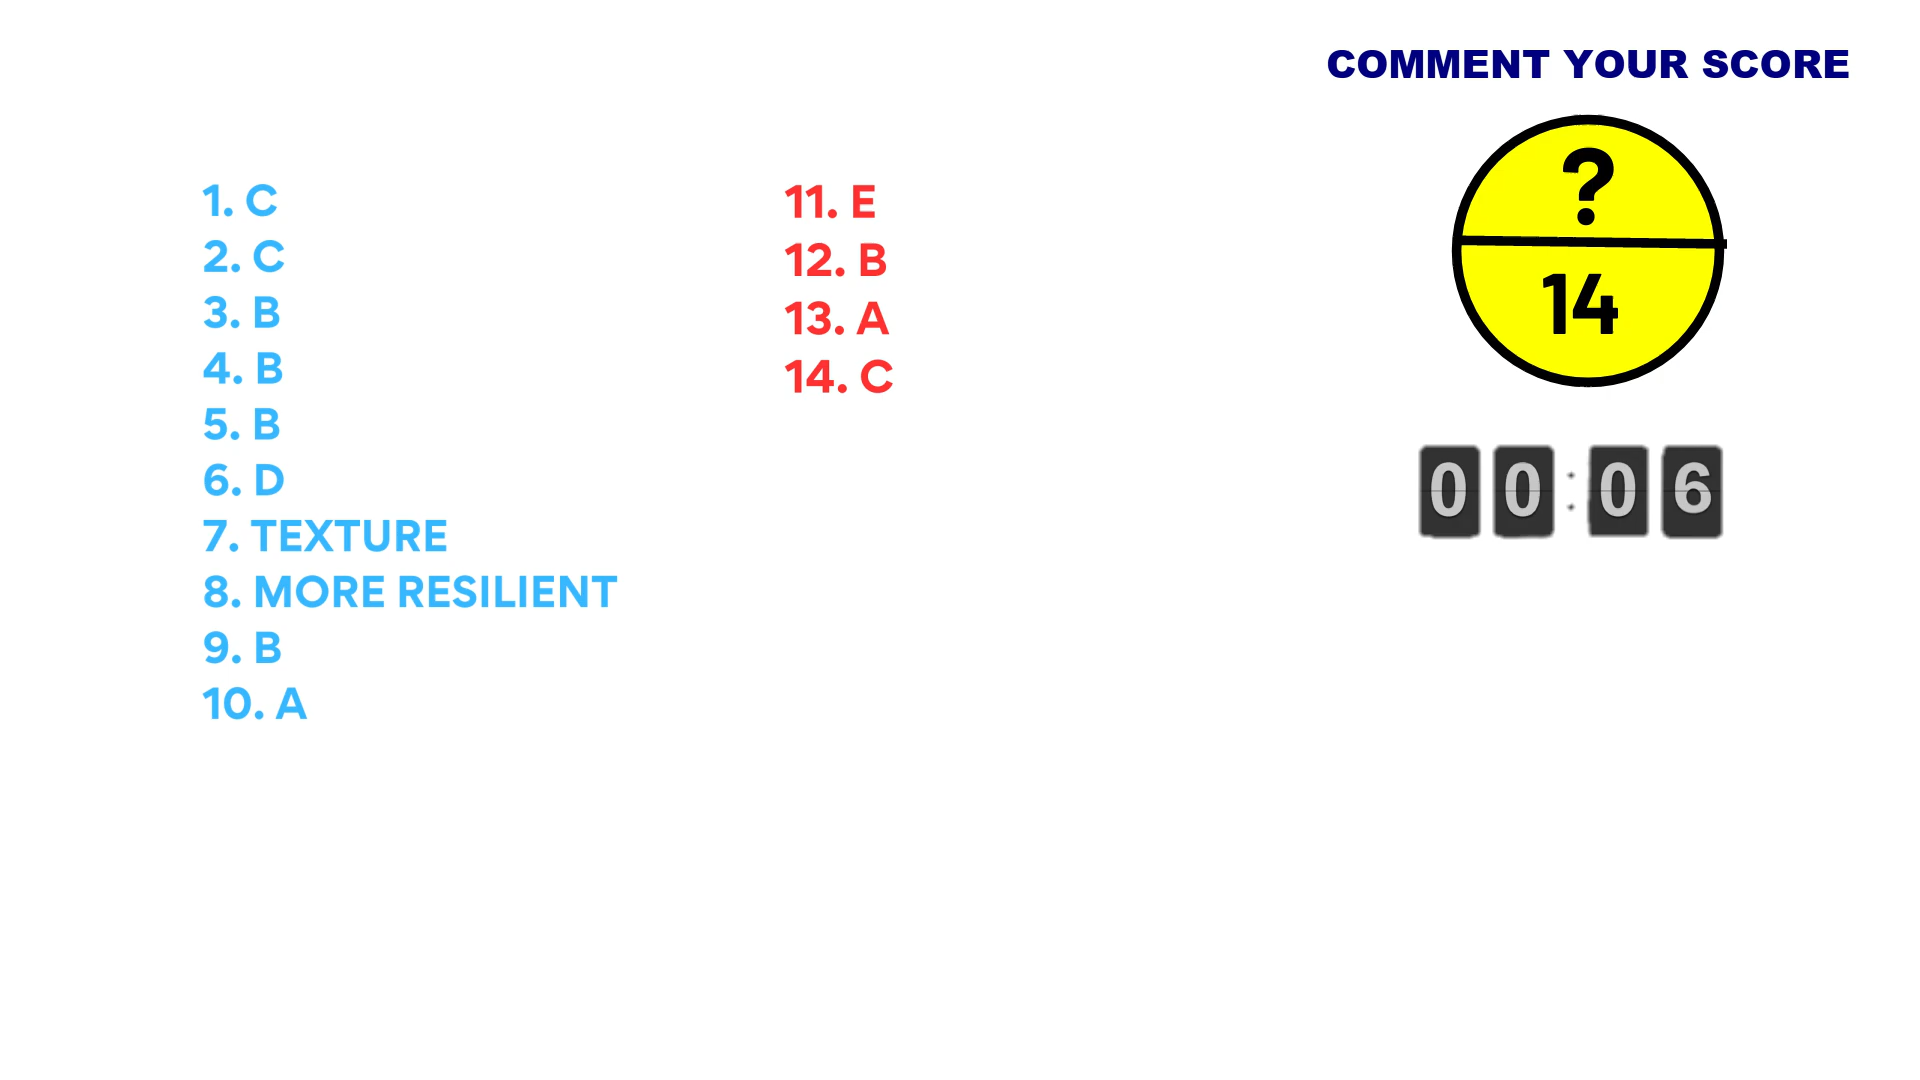 COMMENT YOUR SCORE
?
14
00:06
1. C
2. C
3. B
4. B
5. B
6. D
7. TEXTURE
8. MORE RESILIENT
9. B
10. A
11. E
12. B
13. A
14. C